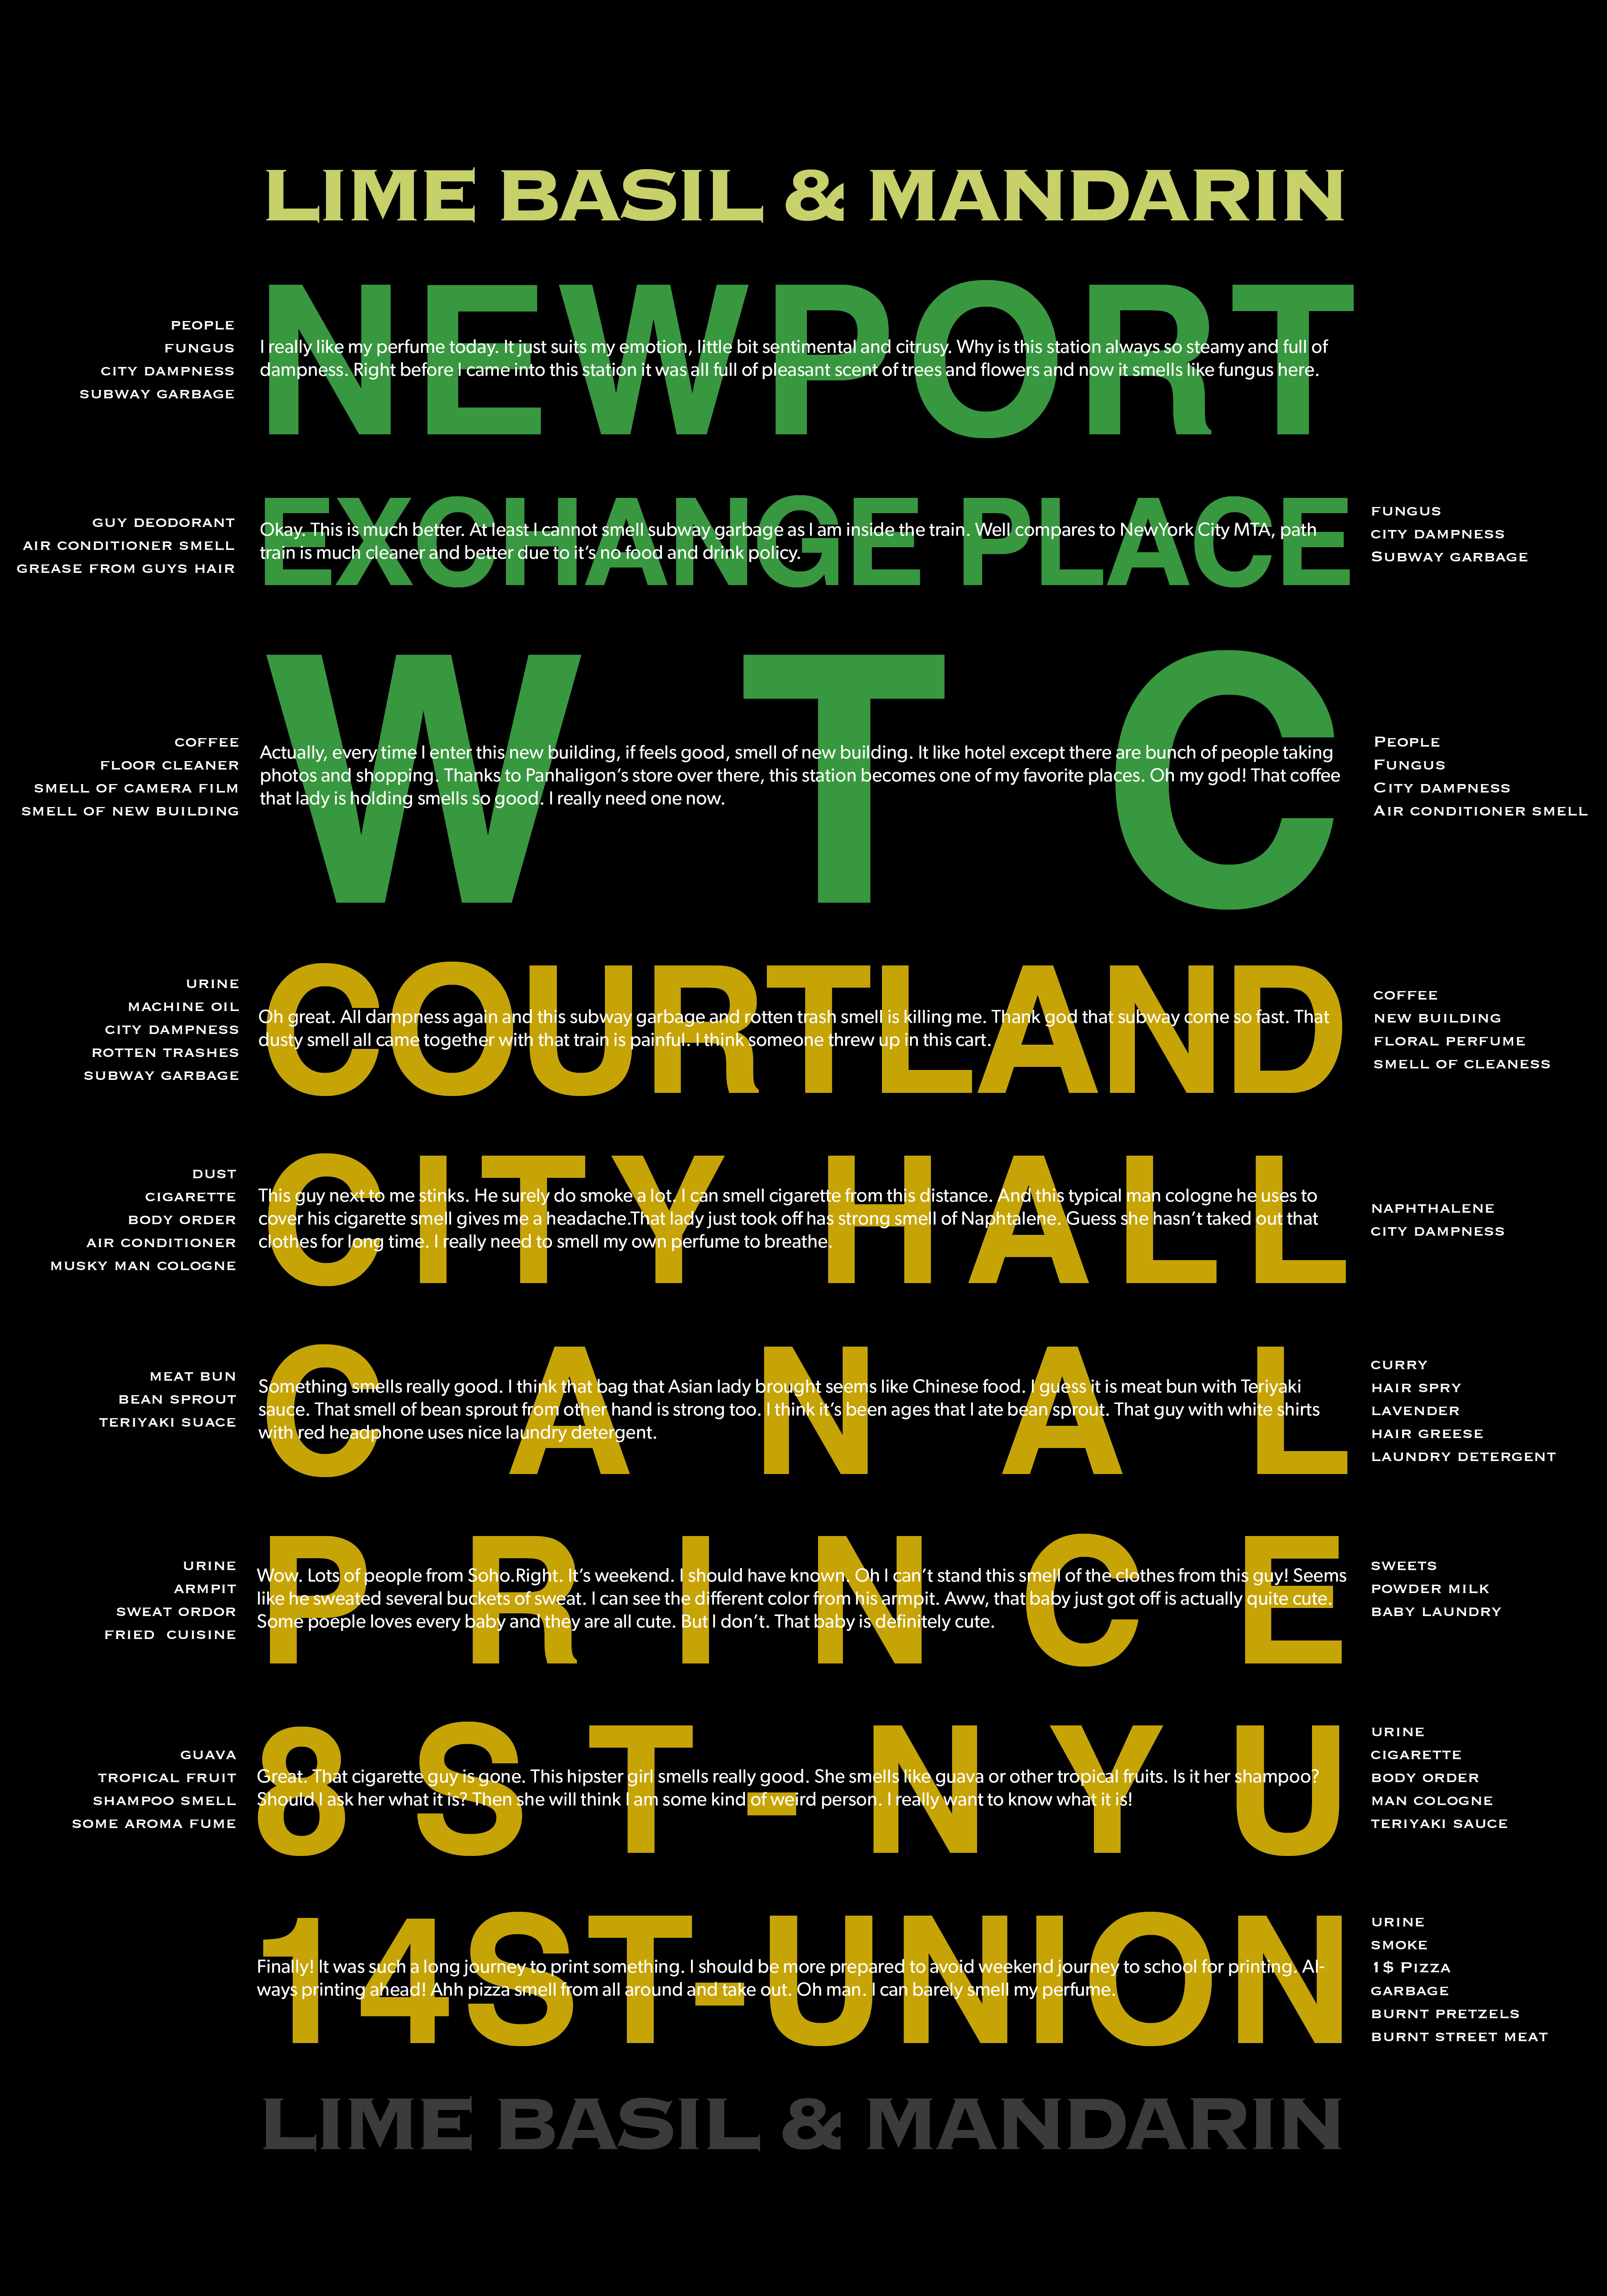 LIME BASIL & MANDARIN
NEWPORT
PEOPLE
FUNGUS
CITY DAMPNESS
SUBWAY GARBAGE
I really like my perfume today. It just suits my emotion, little bit sentimental and citrusy. Why is this station always so steamy and full of
dampness. Right before I came into this station it was all full of pleasant scent of trees and flowers and now it smells like fungus here.
EXCHANGE PLACE
GUY DEODORANT
AIR CONDITIONER SMELL
GREASE FROM GUYS HAIR
Okay. This is much better. At least I cannot smell subway garbage as I am inside the train. Well compares to NewYork City MTA, path
train is much cleaner and better due to it's no food and drink policy.
FUNGUS
CITY DAMPNESS
SUBWAY GARBAGE
WTC
COFFEE
FLOOR CLEANER
SMELL OF CAMERA FILM
SMELL OF NEW BUILDING
Actually, every time I enter this new building, if feels good, smell of new building. It like hotel except there are bunch of people taking
photos and shopping. Thanks to Panhaligon's store over there, this station becomes one of my favorite places. Oh my god! That coffee
that lady is holding smells so good. I really need one now.
PEOPLE
FUNGUS
CITY DAMPNESS
AIR CONDITIONER SMELL
COURTLAND
URINE
MACHINE OIL
CITY DAMPNESS
ROTTEN TRASHES
SUBWAY GARBAGE
Oh great. All dampness again and this subway garbage and rotten trash smell is killing me. Thank god that subway come so fast. That
dusty smell all came together with that train is painful. I think someone threw up in this cart.
COFFEE
NEW BUILDING
FLORAL PERFUME
SMELL OF CLEANESS
CITY HALL
DUST
CIGARETTE
BODY ORDER
AIR CONDITIONER
MUSKY MAN COLOGNE
This guy next to me stinks. He surely do smoke a lot. I can smell cigarette from this distance. And this typical man cologne he uses to
cover his cigarette smell gives me a headache.That lady just took off has strong smell of Naphtalene. Guess she hasn't taked out that
clothes for long time. I really need to smell my own perfume to breathe.
NAPHTHALENE
CITY DAMPNESS
CANAL
MEAT BUN
BEAN SPROUT
TERIYAKI SUACE
Something smells really good. I think that bag that Asian lady brought seems like Chinese food. I guess it is meat bun with Teriyaki
sauce. That smell of bean sprout from other hand is strong too. I think it's been ages that I ate bean sprout. That guy with white shirts
with red headphone uses nice laundry detergent.
CURRY
HAIR SPRY
LAVENDER
HAIR GREESE
LAUNDRY DETERGENT
PRINCE
URINE
ARMPIT
SWEAT ORDOR
FRIED CUISINE
Wow. Lots of people from Soho.Right. It's weekend. I should have known. Oh I can't stand this smell of the clothes from this guy! Seems
like he sweated several buckets of sweat. I can see the different color from his armpit. Aww, that baby just got off is actually quite cute.
Some poeple loves every baby and they are all cute. But I don't. That baby is definitely cute.
SWEETS
POWDER MILK
BABY LAUNDRY
8ST-NYU
GUAVA
TROPICAL FRUIT
SHAMPOO SMELL
SOME AROMA FUME
Great. That cigarette guy is gone. This hipster girl smells really good. She smells like guava or other tropical fruits. Is it her shampoo?
Should I ask her what it is? Then she will think I am some kind of weird person. I really want to know what it is!
URINE
CIGARETTE
BODY ORDER
MAN COLOGNE
TERIYAKI SAUCE
14ST-UNION
Finally! It was such a long journey to print something. I should be more prepared to avoid weekend journey to school for printing. Al-
ways printing ahead! Ahh pizza smell from all around and take out. Oh man. I can barely smell my perfume.
URINE
SMOKE
1$ PIZZA
GARBAGE
BURNT PRETZELS
BURNT STREET MEAT
LIME BASIL & MANDARIN